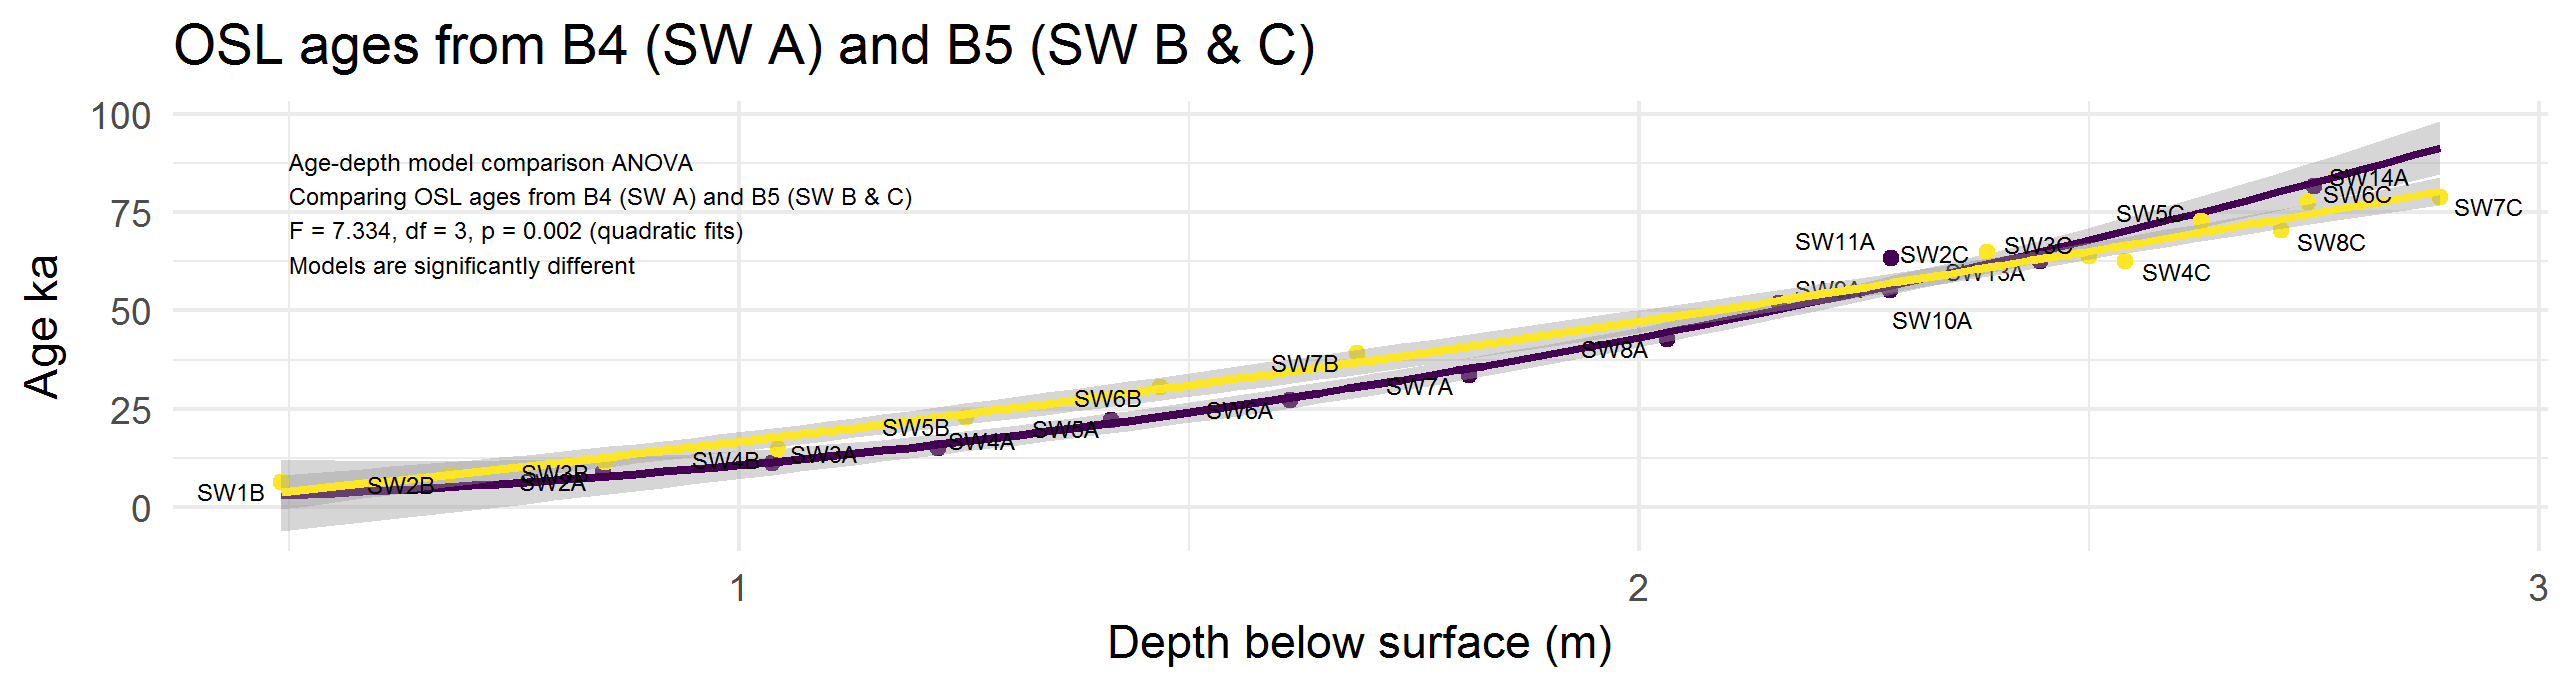 OSL ages from B4 (SW A) and B5 (SW B & C)
100
75
50
25
0
Age ka
Age-depth model comparison ANOVA
Comparing OSL ages from B4 (SW A) and B5 (SW B & C)
F = 7.334, df = 3, p = 0.002 (quadratic fits)
Models are significantly different
SW1B
SW2B
SW3B
SW2A
SW4B
SW3A
SW5B
SW4A
SW6B
SW5A
SW7B
SW6A
SW7A
SW8A
SW11A
SW9A
SW2C
SW10A
SW3C
SW13A
SW5C
SW4C
SW14A
SW6C
SW7C
SW8C
1
2
3
Depth below surface (m)